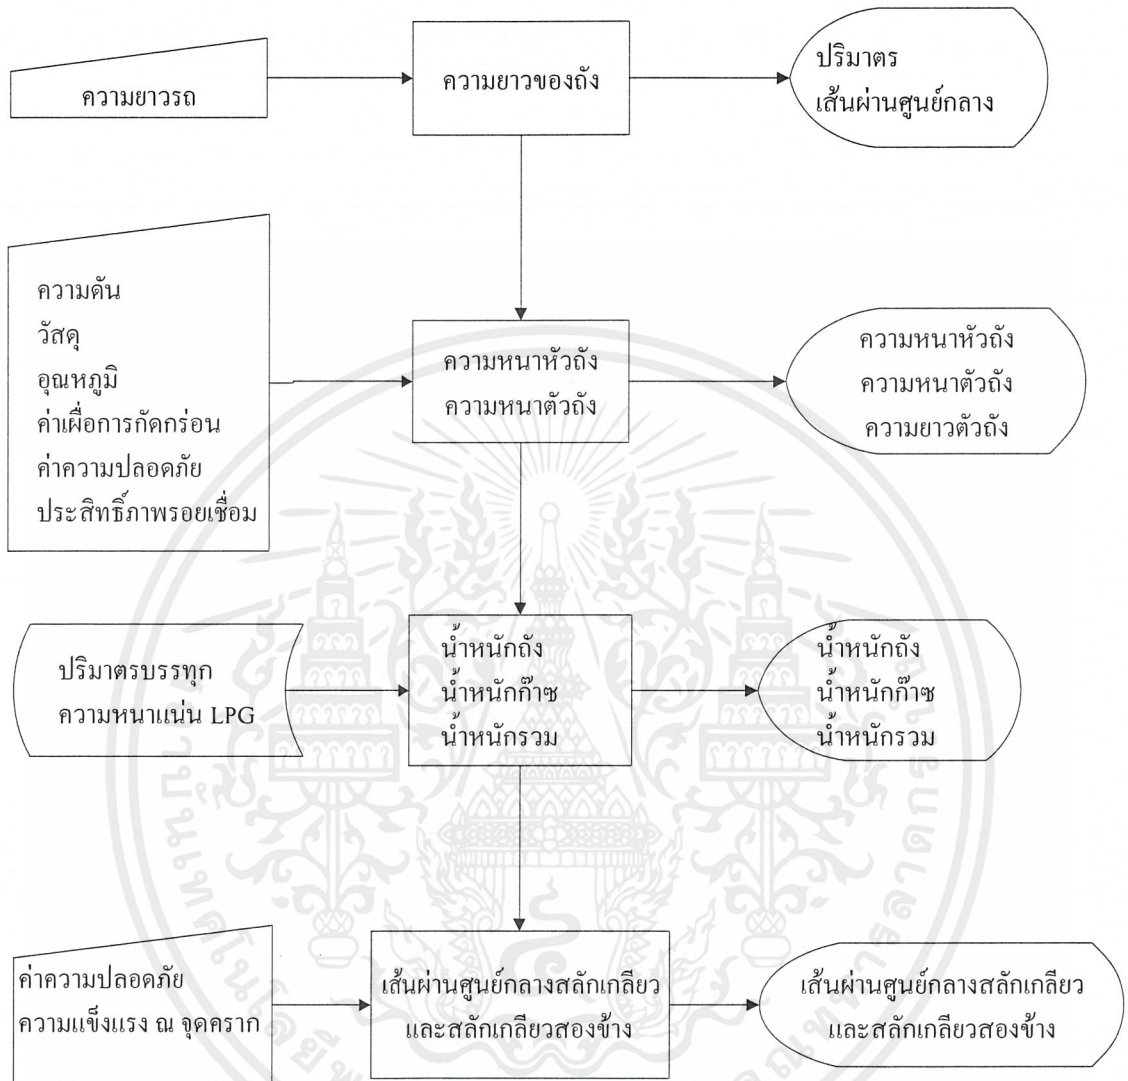 ความยาวรถ
ความยาวของถัง
ปริมาตร
เส้นผ่านศูนย์กลาง
ความดัน
วัสดุ
อุณหภูมิ
ค่าเผื่อการกัดกร่อน
ค่าความปลอดภัย
ประสิทธิ์ภาพรอยเชื่อม
ความหนาหัวถัง
ความหนาตัวถัง
ความหนาหัวถัง
ความหนาตัวถัง
ความยาวตัวถัง
ปริมาตรบรรทุก
ความหนาแน่น LPG
น้ำหนักถัง
น้ำหนักก๊าซ
น้ำหนักรวม
น้ำหนักถัง
น้ำหนักก๊าซ
น้ำหนักรวม
ค่าความปลอดภัย
ความแข็งแรง ณ จุดคราก
เส้นผ่านศูนย์กลางสลักเกลียว
และสลักเกลียวสองข้าง
เส้นผ่านศูนย์กลางสลักเกลียว
และสลักเกลียวสองข้าง